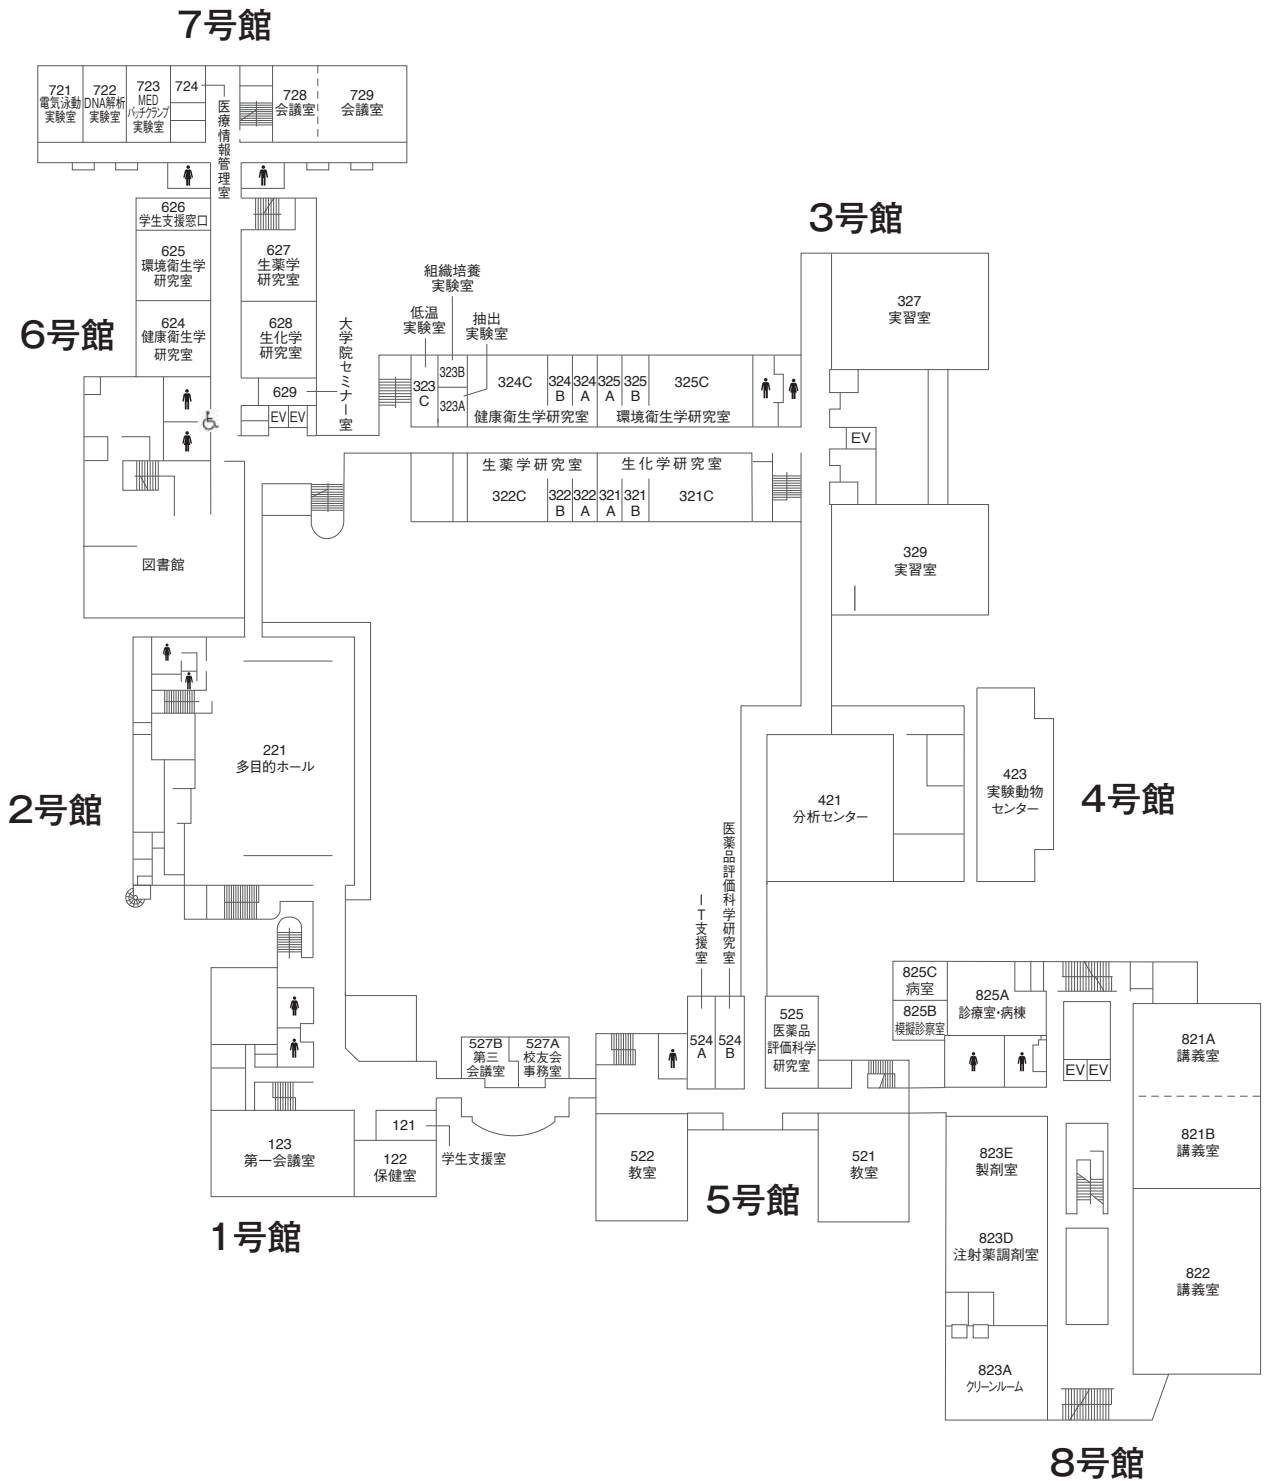 7号館
721
電気泳動
実験室
722
DNA解析
実験室
723
MED
パッチクランプ
実験室
724
医療情報管理室
728
会議室
729
会議室
626
学生支援窓口
625
環境衛生学
研究室
627
生薬学
研究室
6号館
624
健康衛生学
研究室
628
生化学
研究室
629
大学院セミナー室
EV
EV
図書館
3号館
327
実習室
組織培養
実験室
低温
実験室
抽出
実験室
323
C
323B
323A
324C
324
B
324
A
325
A
325
B
325C
健康衛生学研究室
環境衛生学研究室
EV
生薬学研究室
生化学研究室
322C
322
B
322
A
321
A
321
B
321C
329
実習室
221
多目的ホール
2号館
421
分析センター
423
実験動物
センター
4号館
医薬品評価科学研究室
IT支援室
524
A
524
B
525
医薬品
評価科学
研究室
527B
第三
会議室
527A
校友会
事務室
123
第一会議室
121
学生支援室
122
保健室
1号館
522
教室
521
教室
5号館
825C
病室
825B
模擬診察室
825A
診療室・病棟
EV
EV
821A
講義室
821B
講義室
823E
製剤室
823D
注射薬調剤室
822
講義室
823A
クリーンルーム
8号館